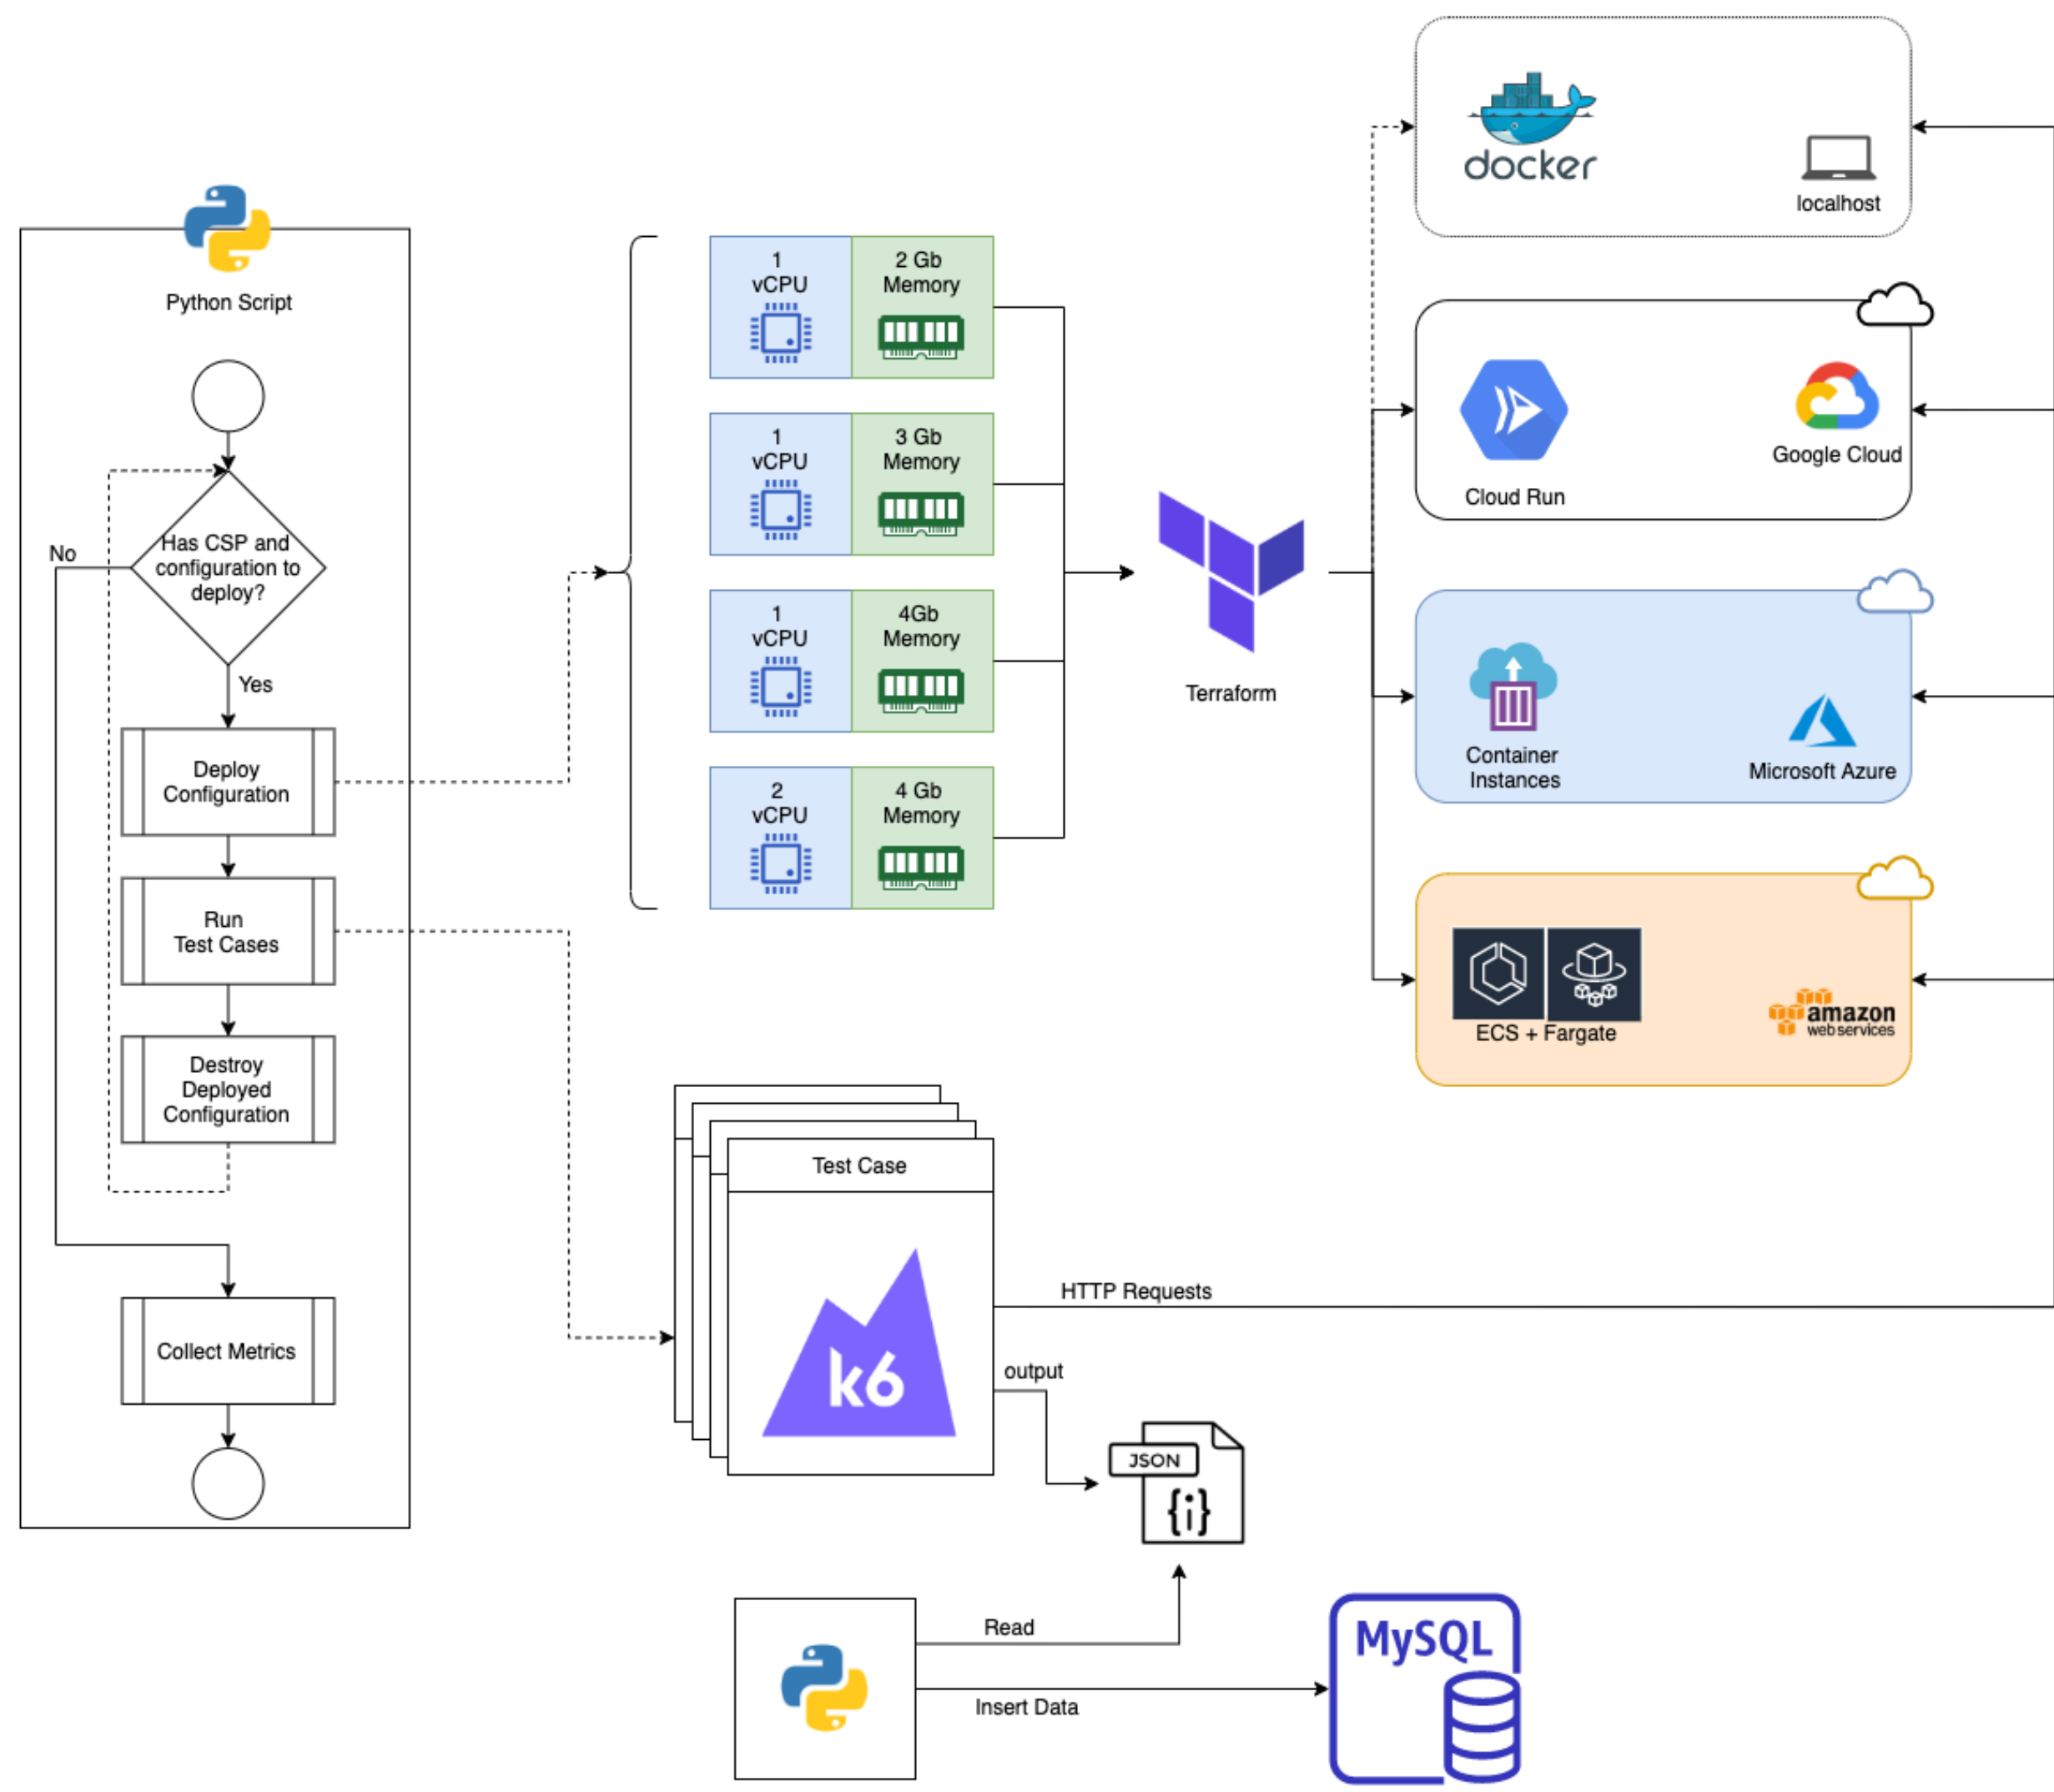 Python Script
Has CSP and
configuration to
deploy?
No
Yes
Deploy
Configuration
Run
Test Cases
Destroy
Deployed
Configuration
Collect Metrics
1
vCPU
2 Gb
Memory
1
vCPU
3 Gb
Memory
1
vCPU
4Gb
Memory
2
vCPU
4 Gb
Memory
Terraform
docker
localhost
Cloud Run
Google Cloud
Container
Instances
Microsoft Azure
ECS + Fargate
amazon
webservices
Test Case
k6
HTTP Requests
output
JSON
{i}
Read
Insert Data
MySQL